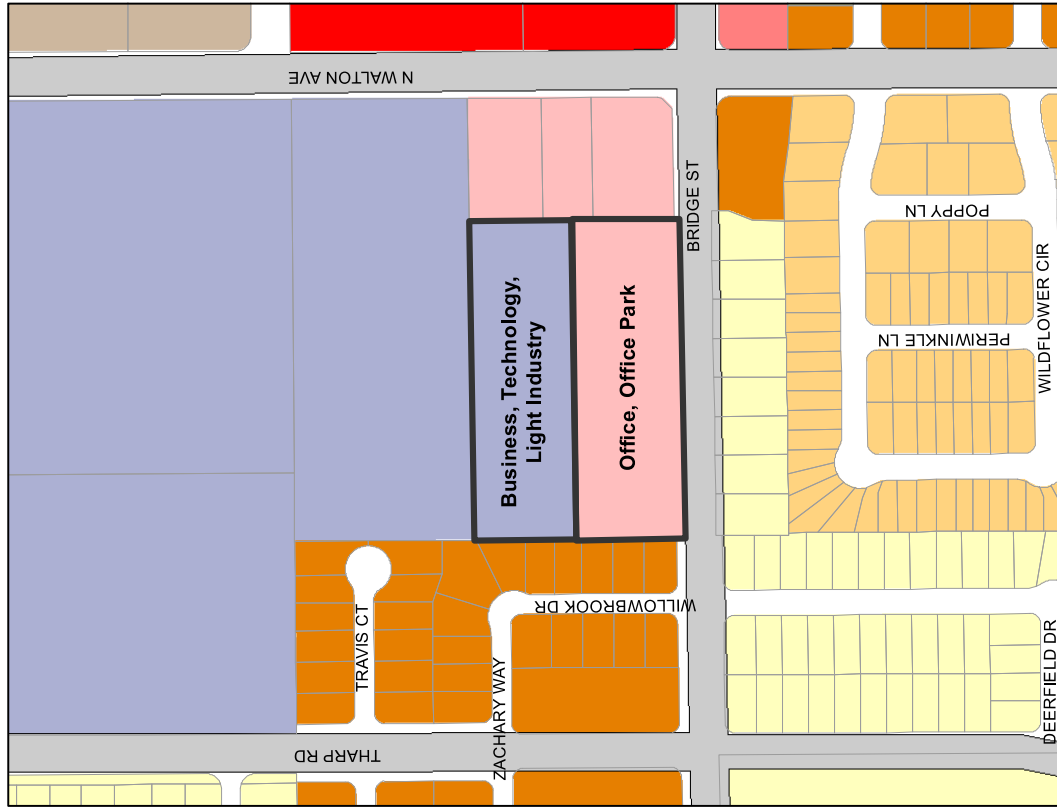 N WALTON AVE
BRIDGE ST
POPPY LN
WILDFLOWER CIR
PERIWINKLE LN
Business, Technology,
Light Industry
Office, Office Park
WILLOWBROOK DR
TRAVIS CT
ZACHARY WAY
DEERFIELD DR
THARP RD